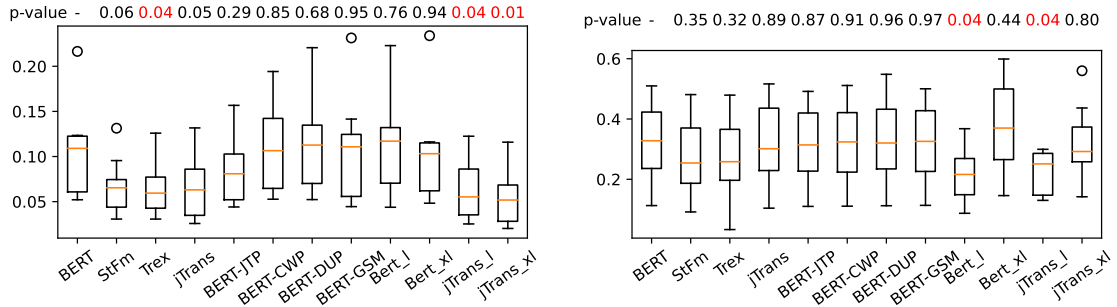 p-value - 0.06 0.04 0.05 0.29 0.85 0.68 0.95 0.76 0.94 0.04 0.01
0.20
0.15
0.10
0.05
BERT StFm Trex jTrans BERT-JTP BERT-CWP BERT-DUP BERT-GSM Bert_l Bert_xl jTrans_l jTrans_xl
p-value - 0.35 0.32 0.89 0.87 0.91 0.96 0.97 0.04 0.44 0.04 0.80
0.6
0.4
0.2
BERT StFm Trex jTrans BERT-JTP BERT-CWP BERT-DUP BERT-GSM Bert_l Bert_xl jTrans_l jTrans_xl